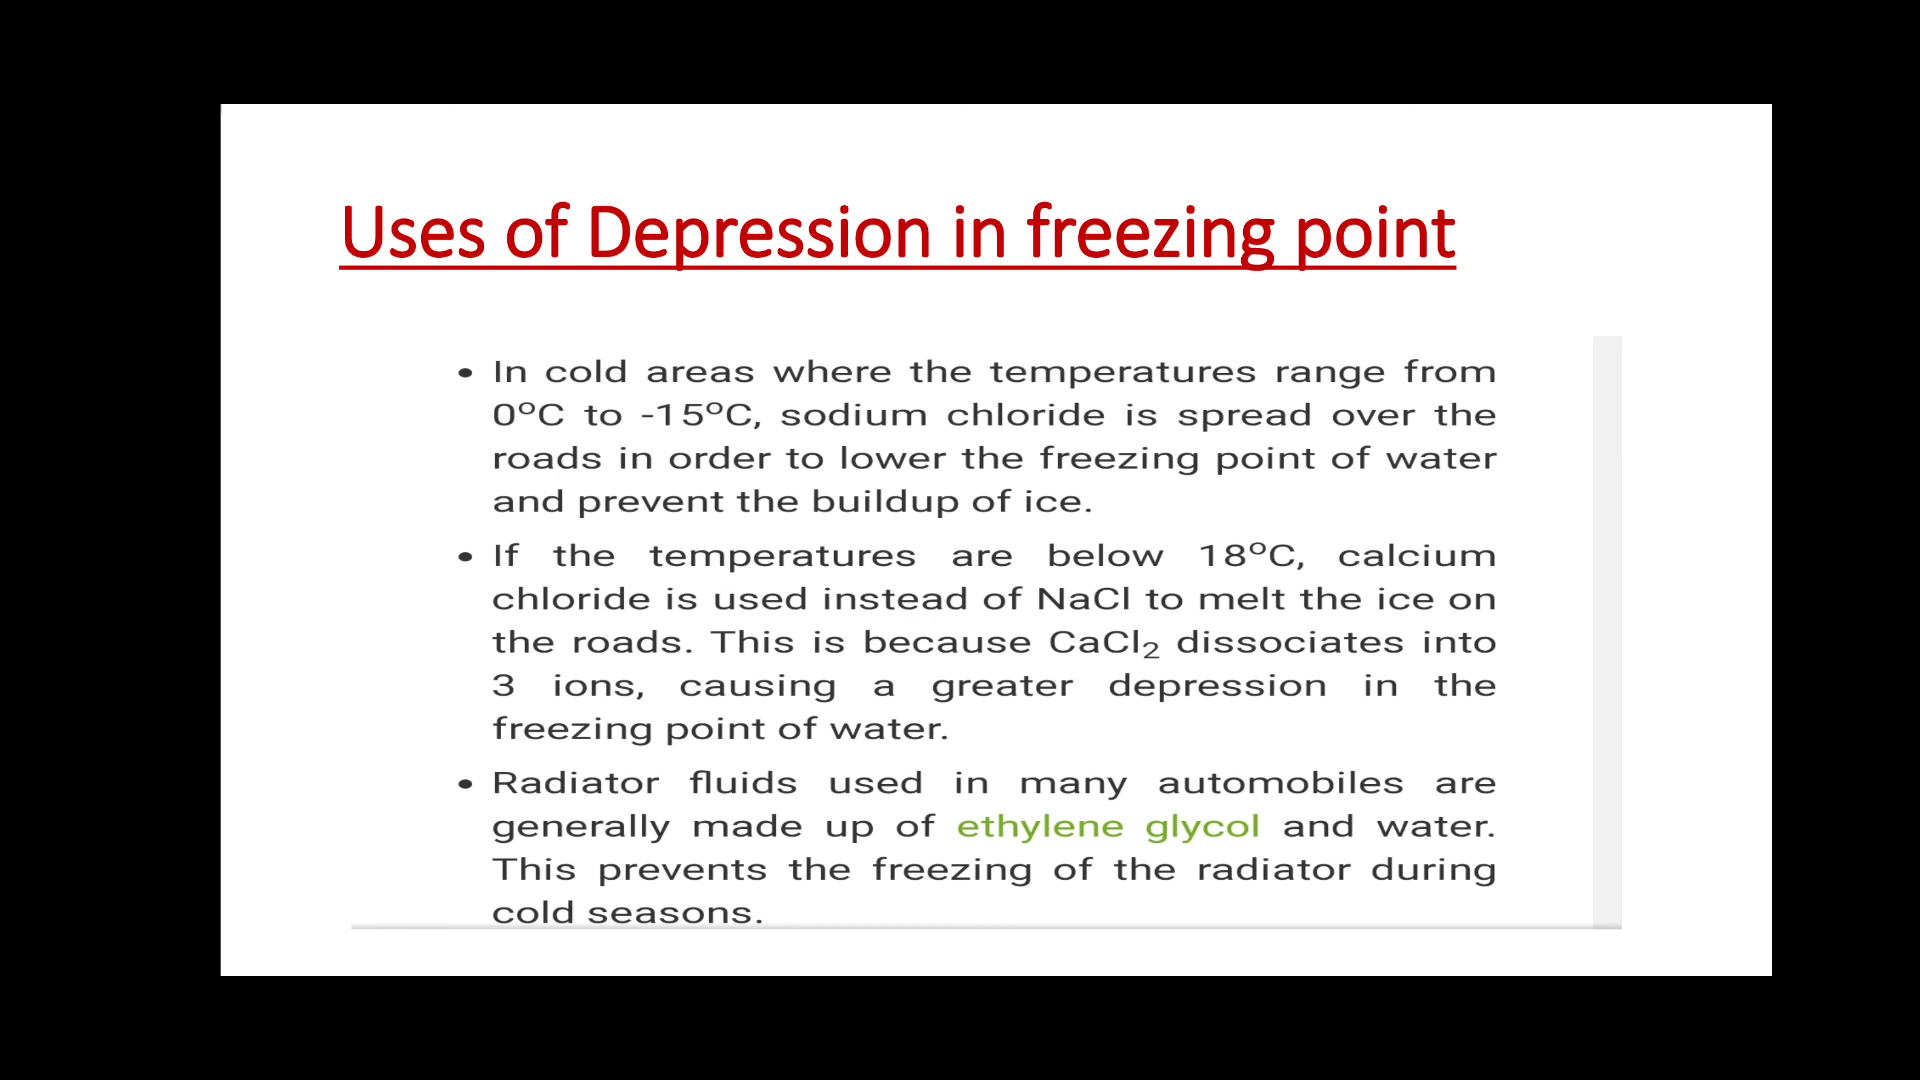 Uses of Depression in freezing point
• In cold areas where the temperatures range from
0ºC to -15ºC, sodium chloride is spread over the
roads in order to lower the freezing point of water
and prevent the buildup of ice.
• If the temperatures are below 18ºC, calcium
chloride is used instead of NaCl to melt the ice on
the roads. This is because CaCl₂ dissociates into
3 ions, causing a greater depression in the
freezing point of water.
• Radiator fluids used in many automobiles are
generally made up of ethylene glycol and water.
This prevents the freezing of the radiator during
cold seasons.